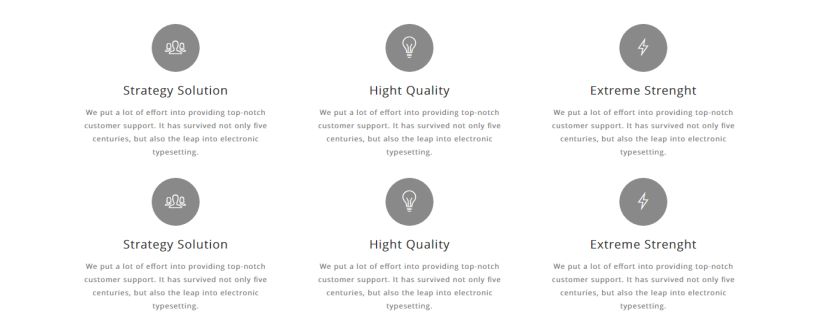 Strategy Solution
We put a lot of effort into providing top-notch
customer support. It has survived not only five
centuries, but also the leap into electronic
typesetting.
Hight Quality
We put a lot of effort into providing top-notch
customer support. It has survived not only five
centuries, but also the leap into electronic
typesetting.
Extreme Strenght
We put a lot of effort into providing top-notch
customer support. It has survived not only five
centuries, but also the leap into electronic
typesetting.
Strategy Solution
We put a lot of effort into providing top-notch
customer support. It has survived not only five
centuries, but also the leap into electronic
typesetting.
Hight Quality
We put a lot of effort into providing top-notch
customer support. It has survived not only five
centuries, but also the leap into electronic
typesetting.
Extreme Strenght
We put a lot of effort into providing top-notch
customer support. It has survived not only five
centuries, but also the leap into electronic
typesetting.